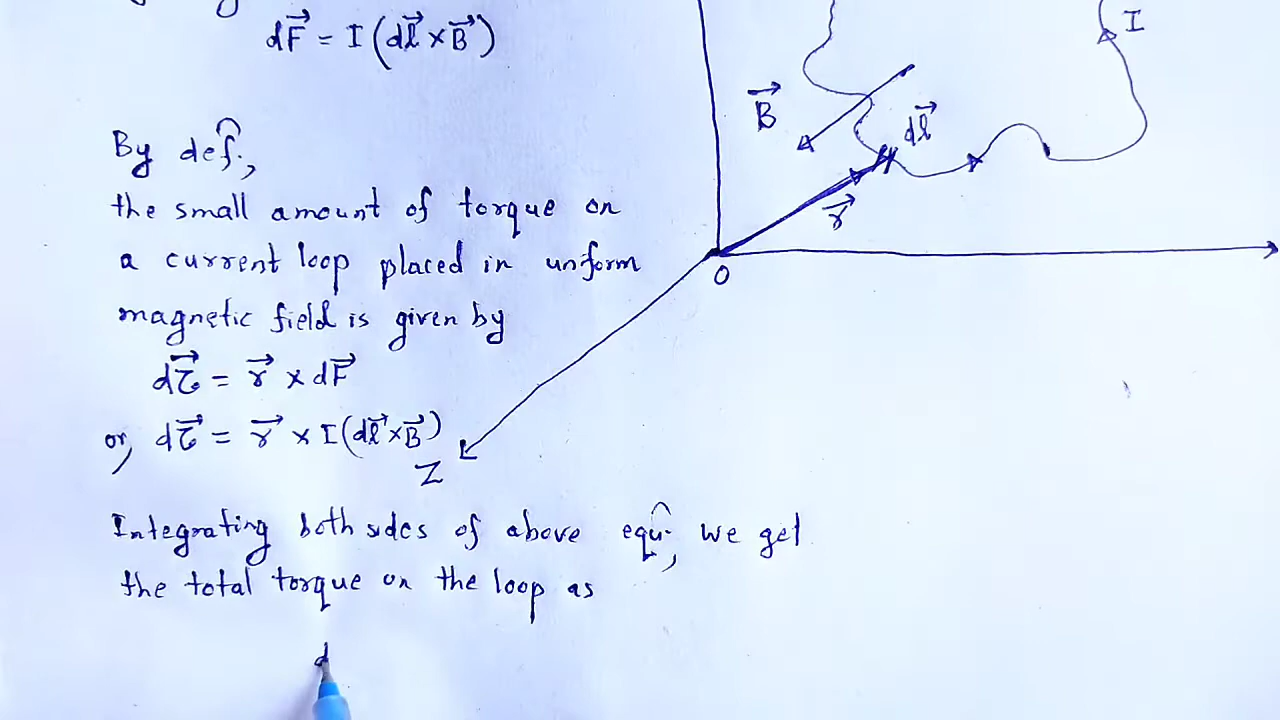 dF⃗ = I(dl⃗ × B⃗)
I
B⃗
dl⃗
r⃗
O
By def.,
the small amount of torque on
a current loop placed in uniform
magnetic field is given by
dτ⃗ = r⃗ × dF⃗
or, dτ⃗ = r⃗ × I(dl⃗ × B⃗)
Z
Integrating both sides of above equ., we get
the total torque on the loop as
d